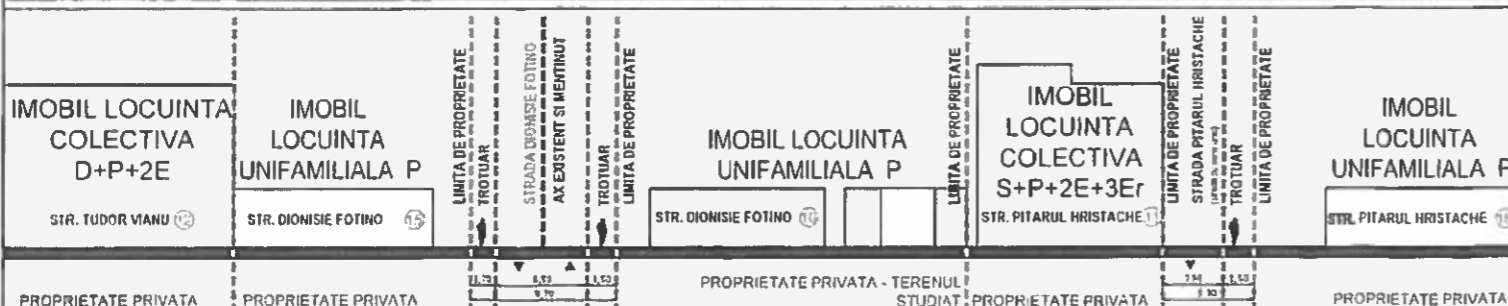 IMOBIL LOCUINTA
COLECTIVA
D+P+2E
STR. TUDOR VIANU 12
IMOBIL
LOCUINTA
UNIFAMILIALA P
STR. DIONISIE FOTINO 15
LIMITA DE PROPRIETATE
TROTUAR
STRADA DIONISIE FOTINO
AX EXISTENT SI MENTINUT
TROTUAR
LIMITA DE PROPRIETATE
IMOBIL LOCUINTA
UNIFAMILIALA P
STR. DIONISIE FOTINO
LIMITA DE PROPRIETATE
IMOBIL
LOCUINTA
COLECTIVA
S+P+2E+3Er
STR. PITARUL HRISTACHE 11
LIMITA DE PROPRIETATE
STRADA PITARUL HRISTACHE
TROTUAR
LIMITA DE PROPRIETATE
IMOBIL
LOCUINTA
UNIFAMILIALA P
STR. PITARUL HRISTACHE
PROPRIETATE PRIVATA
PROPRIETATE PRIVATA
PROPRIETATE PRIVATA - TERENUL
STUDIAT
PROPRIETATE PRIVATA
PROPRIETATE PRIVATA